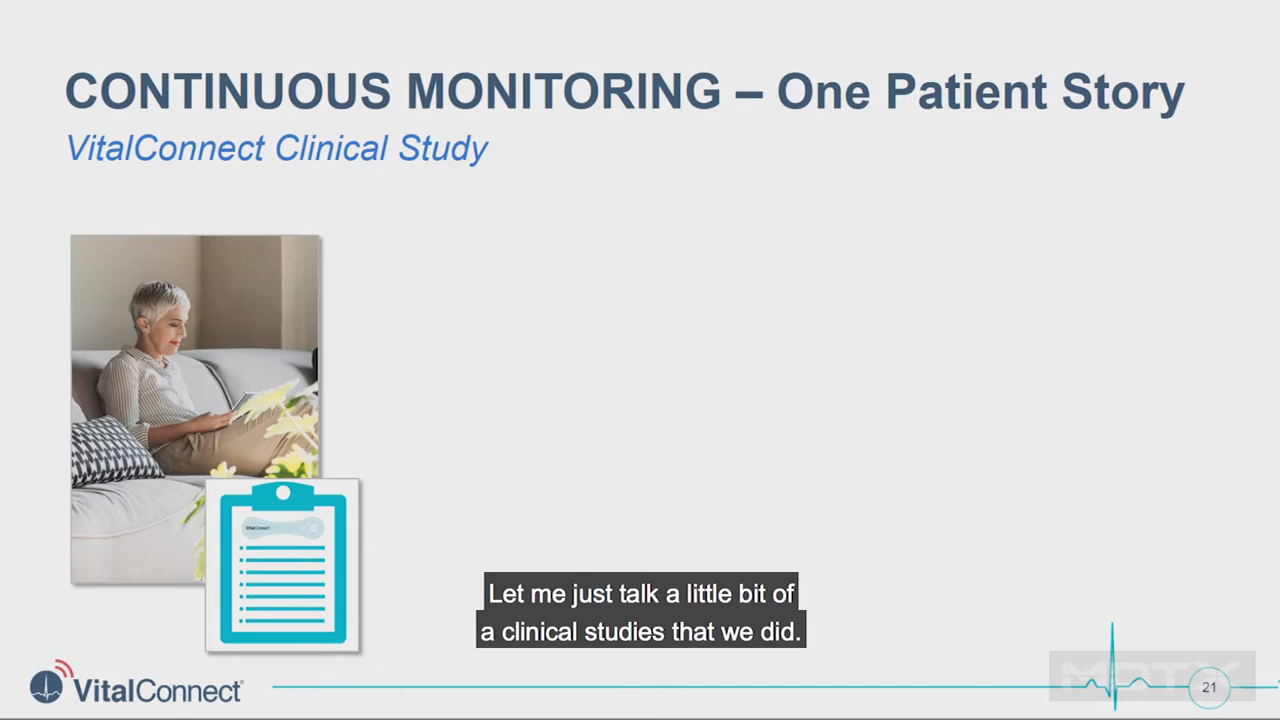 CONTINUOUS MONITORING – One Patient Story
VitalConnect Clinical Study
VitalConnect
Let me just talk a little bit of
a clinical studies that we did.
VitalConnect
21